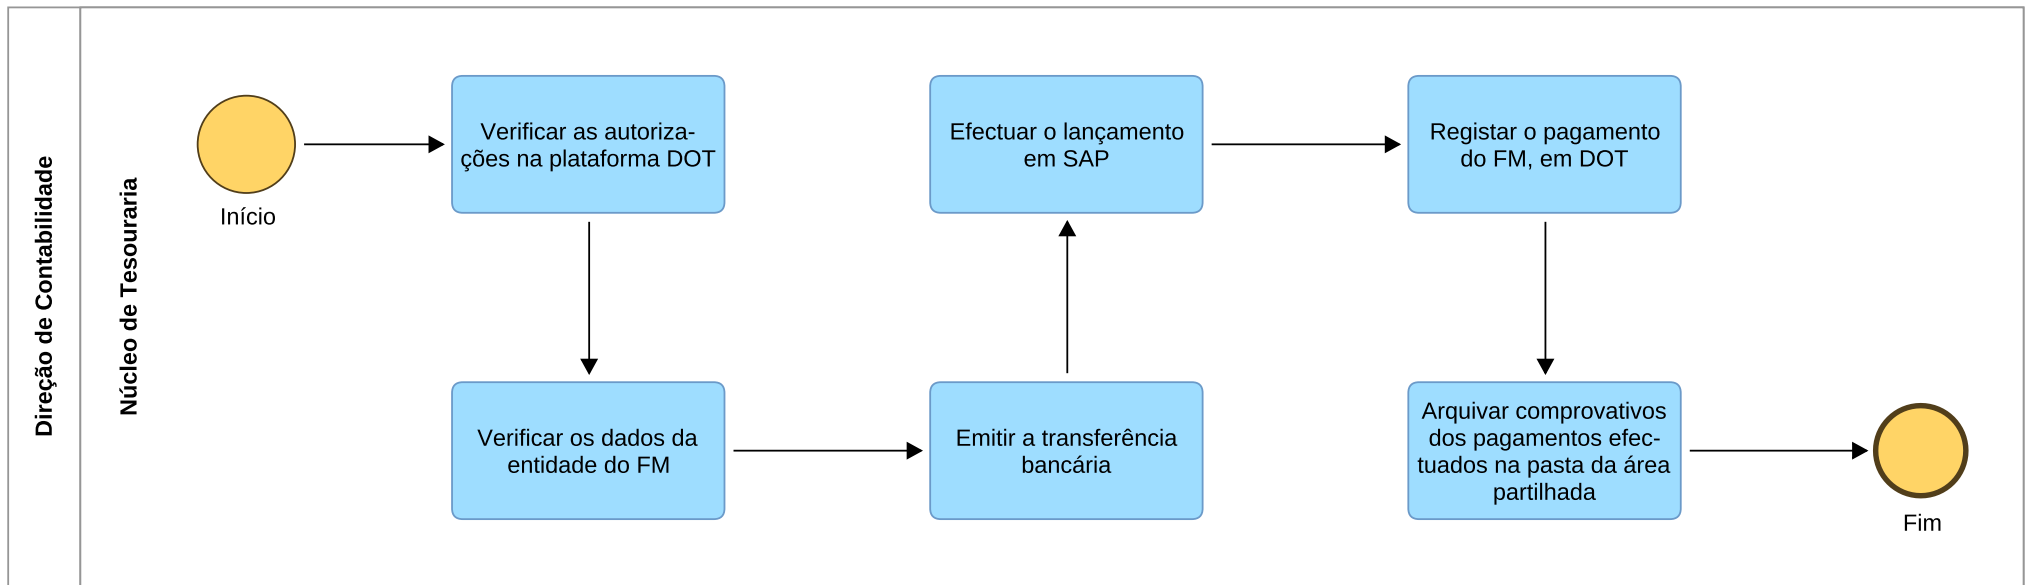 Direção de Contabilidade
Núcleo de Tesouraria
Início
Verificar as autoriza-
ções na plataforma DOT
Verificar os dados da
entidade do FM
Emitir a transferência
bancária
Efectuar o lançamento
em SAP
Registar o pagamento
do FM, em DOT
Arquivar comprovativos
dos pagamentos efec-
tuados na pasta da área
partilhada
Fim